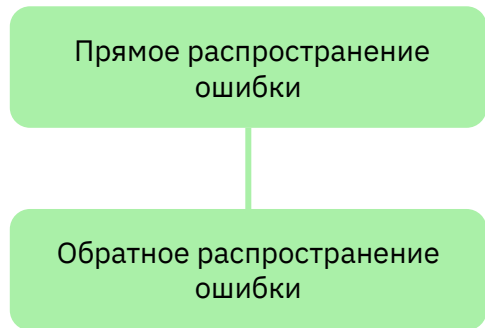 Прямое распространение
ошибки
Обратное распространение
ошибки